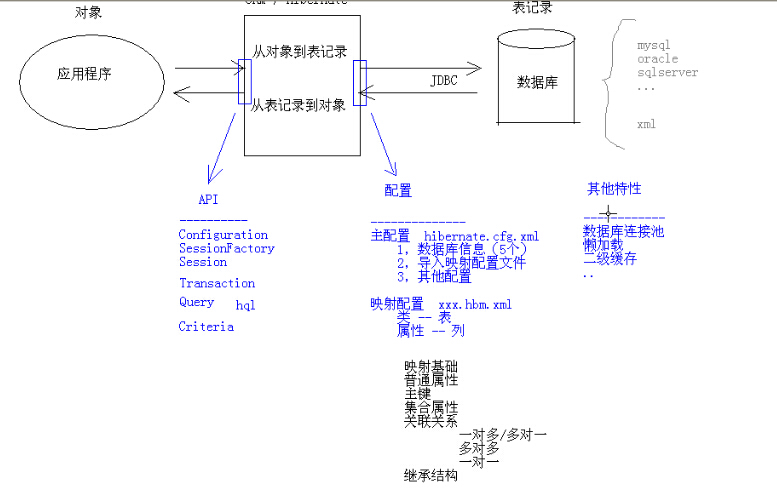 对象
ORM / Hibernate
表记录
应用程序
从对象到表记录
从表记录到对象
JDBC
数据库
mysql
oracle
sqlserver
...
xml
API
----------
Configuration
SessionFactory
Session
Transaction
Query hql
Criteria
配置
--------------
主配置 hibernate.cfg.xml
1, 数据库信息（5个）
2, 导入映射配置文件
3, 其他配置
映射配置 xxx.hbm.xml
类 -- 表
属性 -- 列
映射基础
普通属性
主键
集合属性
关联关系
一对多/多对一
多对多
一对一
继承结构
其他特性
------------
数据库连接池
懒加载
二级缓存
..